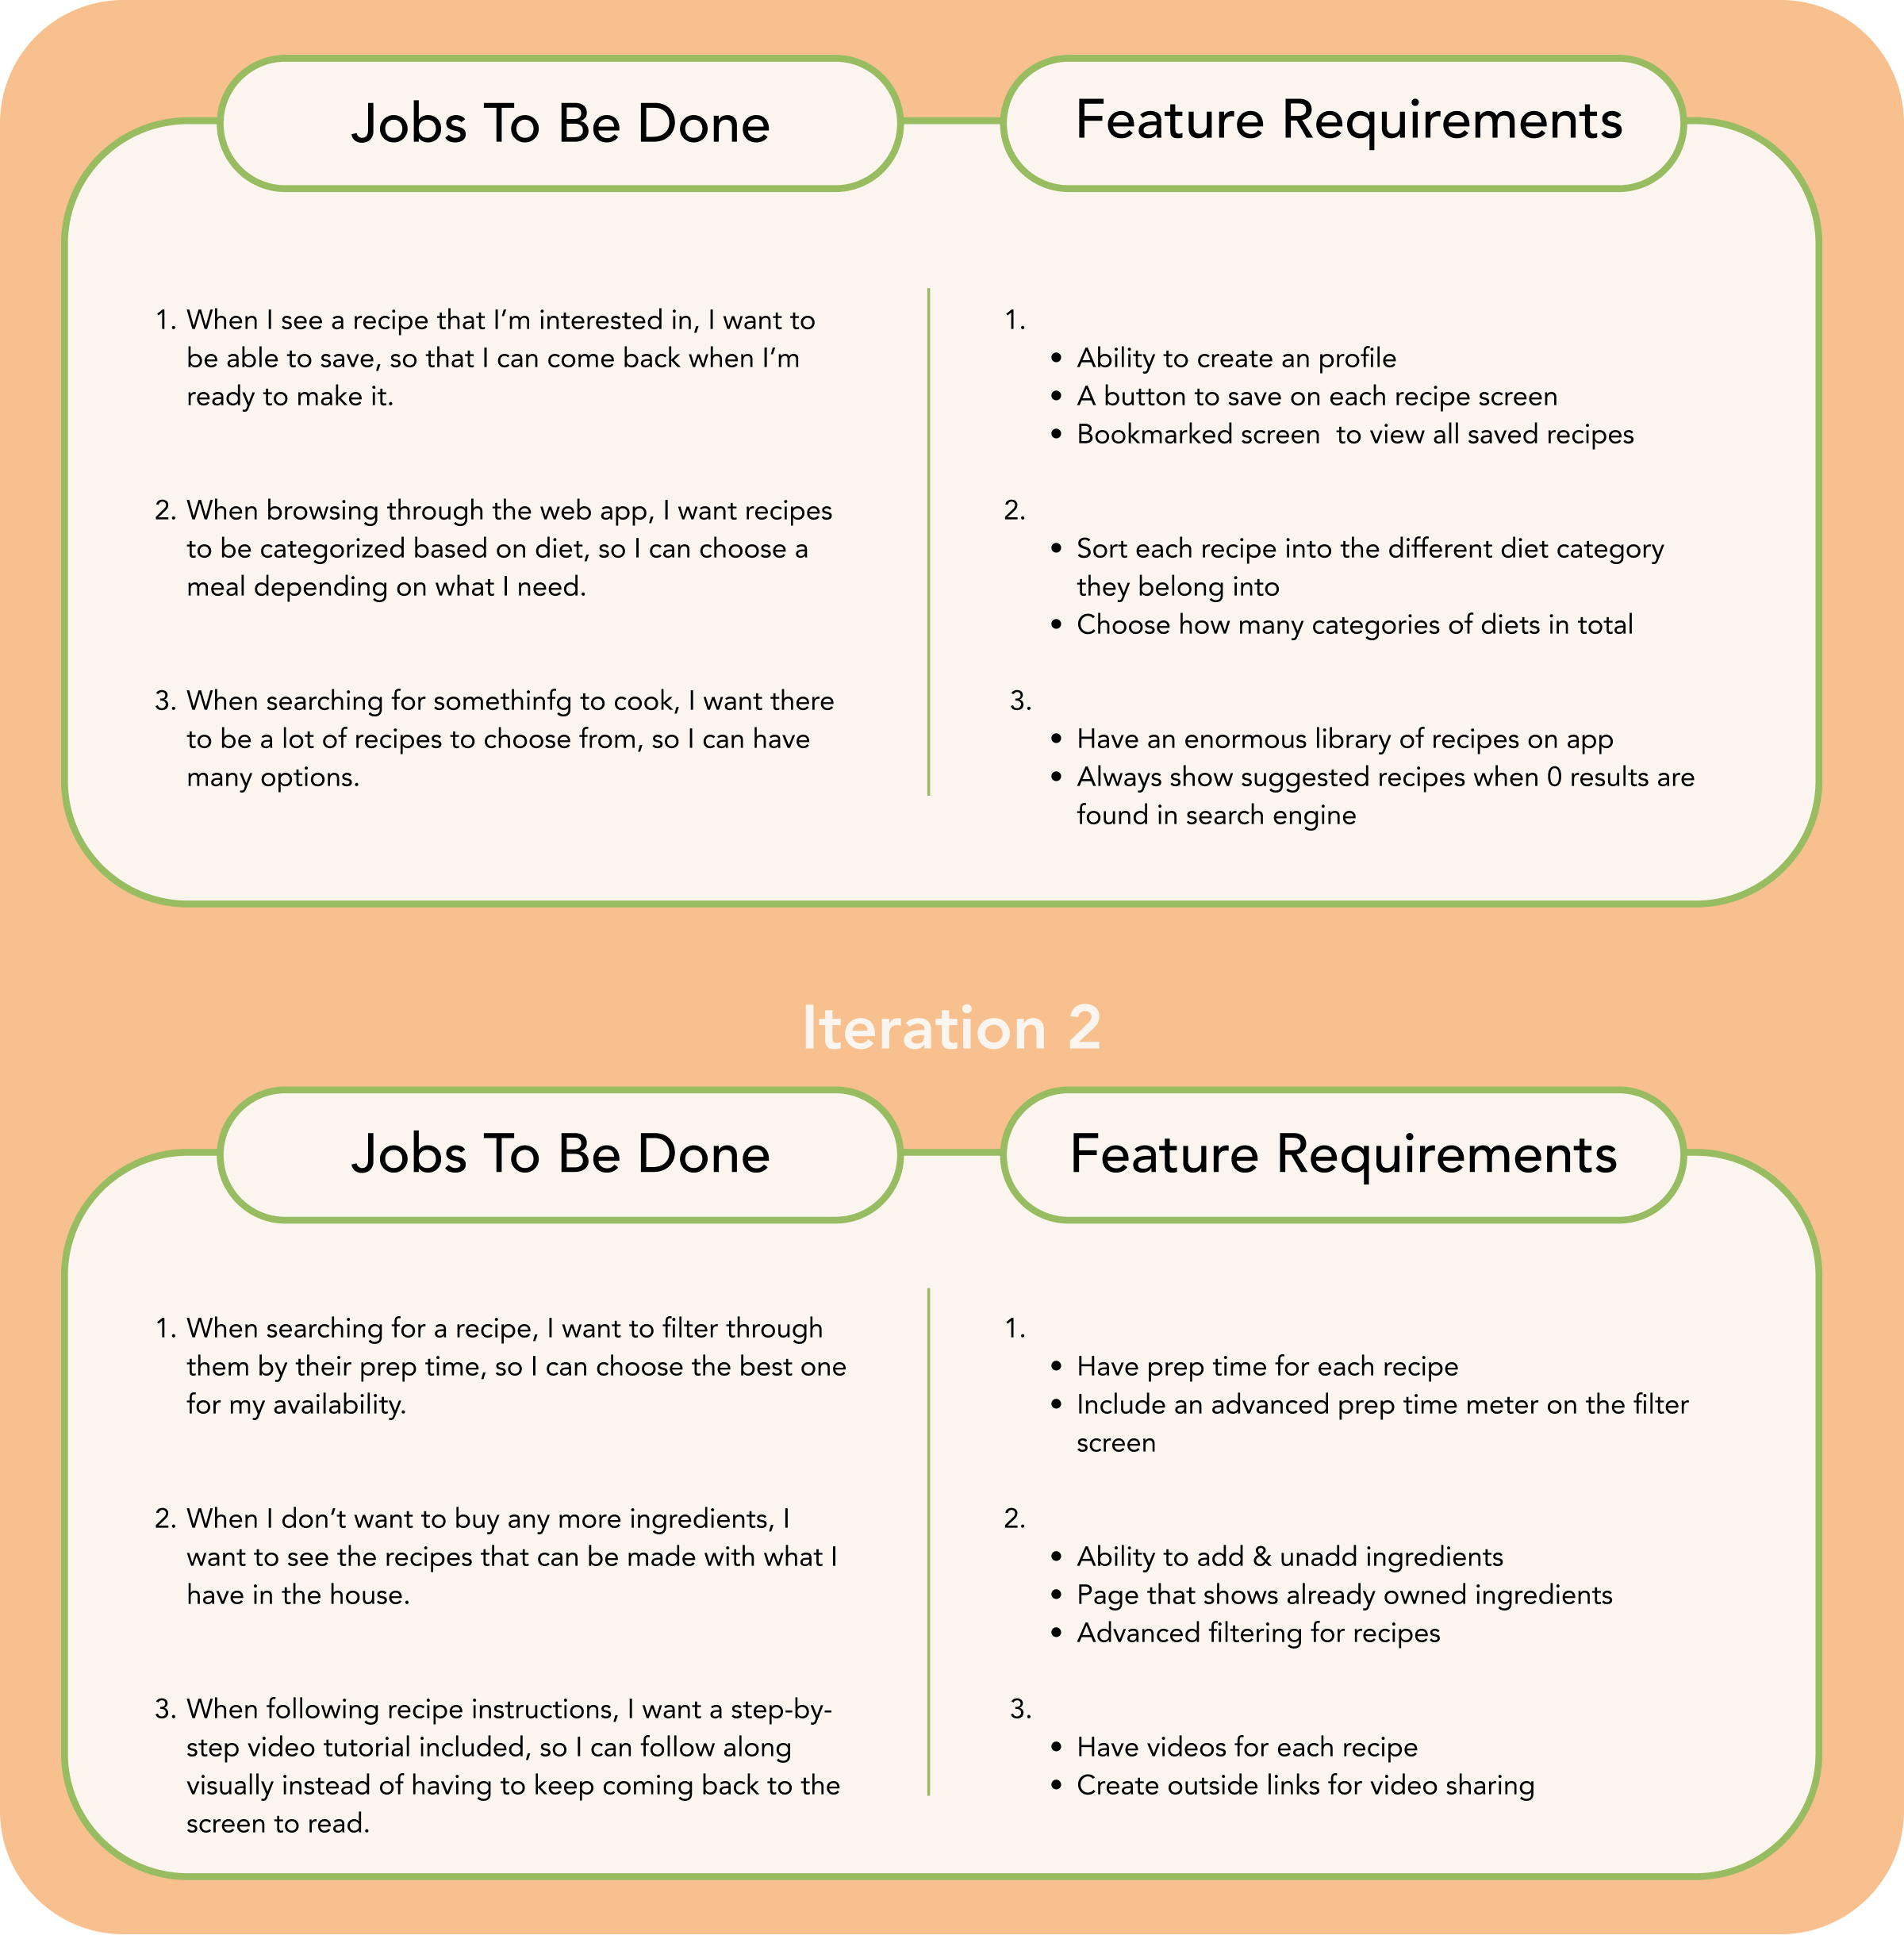 Jobs To Be Done
Feature Requirements
1. When I see a recipe that I’m interested in, I want to
be able to save, so that I can come back when I’m
ready to make it.
2. When browsing through the web app, I want recipes
to be categorized based on diet, so I can choose a
meal depending on what I need.
3. When searching for somethinfg to cook, I want there
to be a lot of recipes to choose from, so I can have
many options.
1.
• Ability to create an profile
• A button to save on each recipe screen
• Bookmarked screen  to view all saved recipes
2.
• Sort each recipe into the different diet category
they belong into
• Choose how many categories of diets in total
3.
• Have an enormous library of recipes on app
• Always show suggested recipes when 0 results are
found in search engine
Iteration 2
Jobs To Be Done
Feature Requirements
1. When searching for a recipe, I want to filter through
them by their prep time, so I can choose the best one
for my availability.
2. When I don’t want to buy any more ingredients, I
want to see the recipes that can be made with what I
have in the house.
3. When following recipe instructions, I want a step-by-
step video tutorial included, so I can follow along
visually instead of having to keep coming back to the
screen to read.
1.
• Have prep time for each recipe
• Include an advanced prep time meter on the filter
screen
2.
• Ability to add & unadd ingredients
• Page that shows already owned ingredients
• Advanced filtering for recipes
3.
• Have videos for each recipe
• Create outside links for video sharing